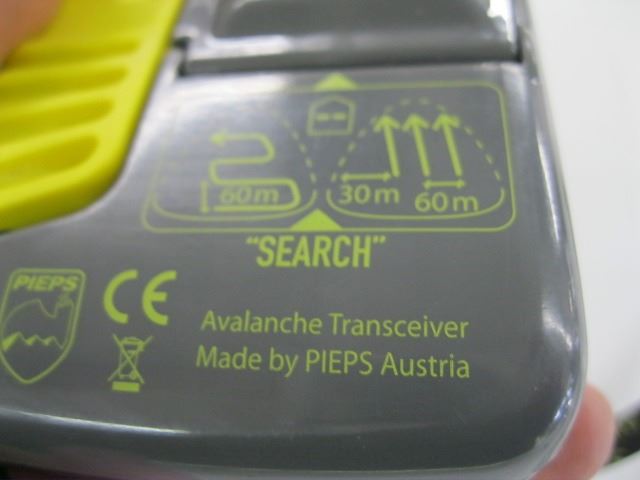 60m
30m
60m
"SEARCH"
PIEPS
CE
Avalanche Transceiver
Made by PIEPS Austria